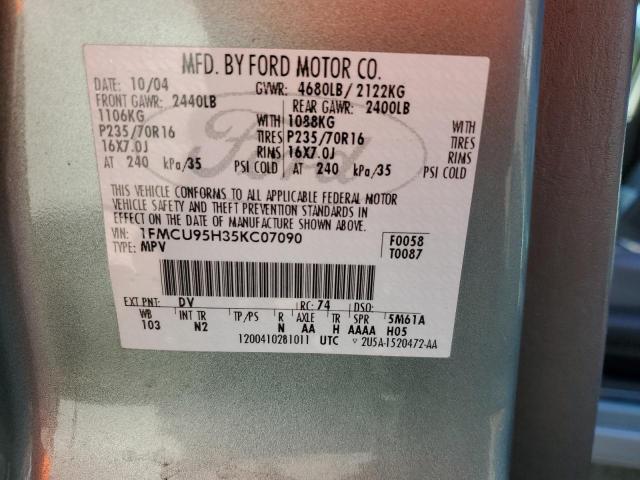 MFD. BY FORD MOTOR CO.
DATE: 10/04 GVWR: 4680LB/ 2122KG
FRONT GAWR: 2440LB REAR GAWR: 2400LB
1106KG WITH 1088KG WITH
P235/70R16 TIRES P235/70R16 TIRES
16X7.0J RIMS 16X7.0J RIMS
AT 240 kPa/35 PSI COLD AT 240 kPa/35 PSI COLD
THIS VEHICLE CONFORMS TO ALL APPLICABLE FEDERAL MOTOR
VEHICLE SAFETY AND THEFT PREVENTION STANDARDS IN
EFFECT ON THE DATE OF MANUFACTURE SHOWN ABOVE.
VIN: 1FMCU95H35KC07090 F0058
TYPE: MPV T0087
EXT PNT: DV RC: 74 DSO:
WB INT TR TP/PS R AXLE TR SPR 5M61A
103 N2 N AA H AAAA H05
1200410281011 UTC ▽ 2U5A-1520472-AA
Ford